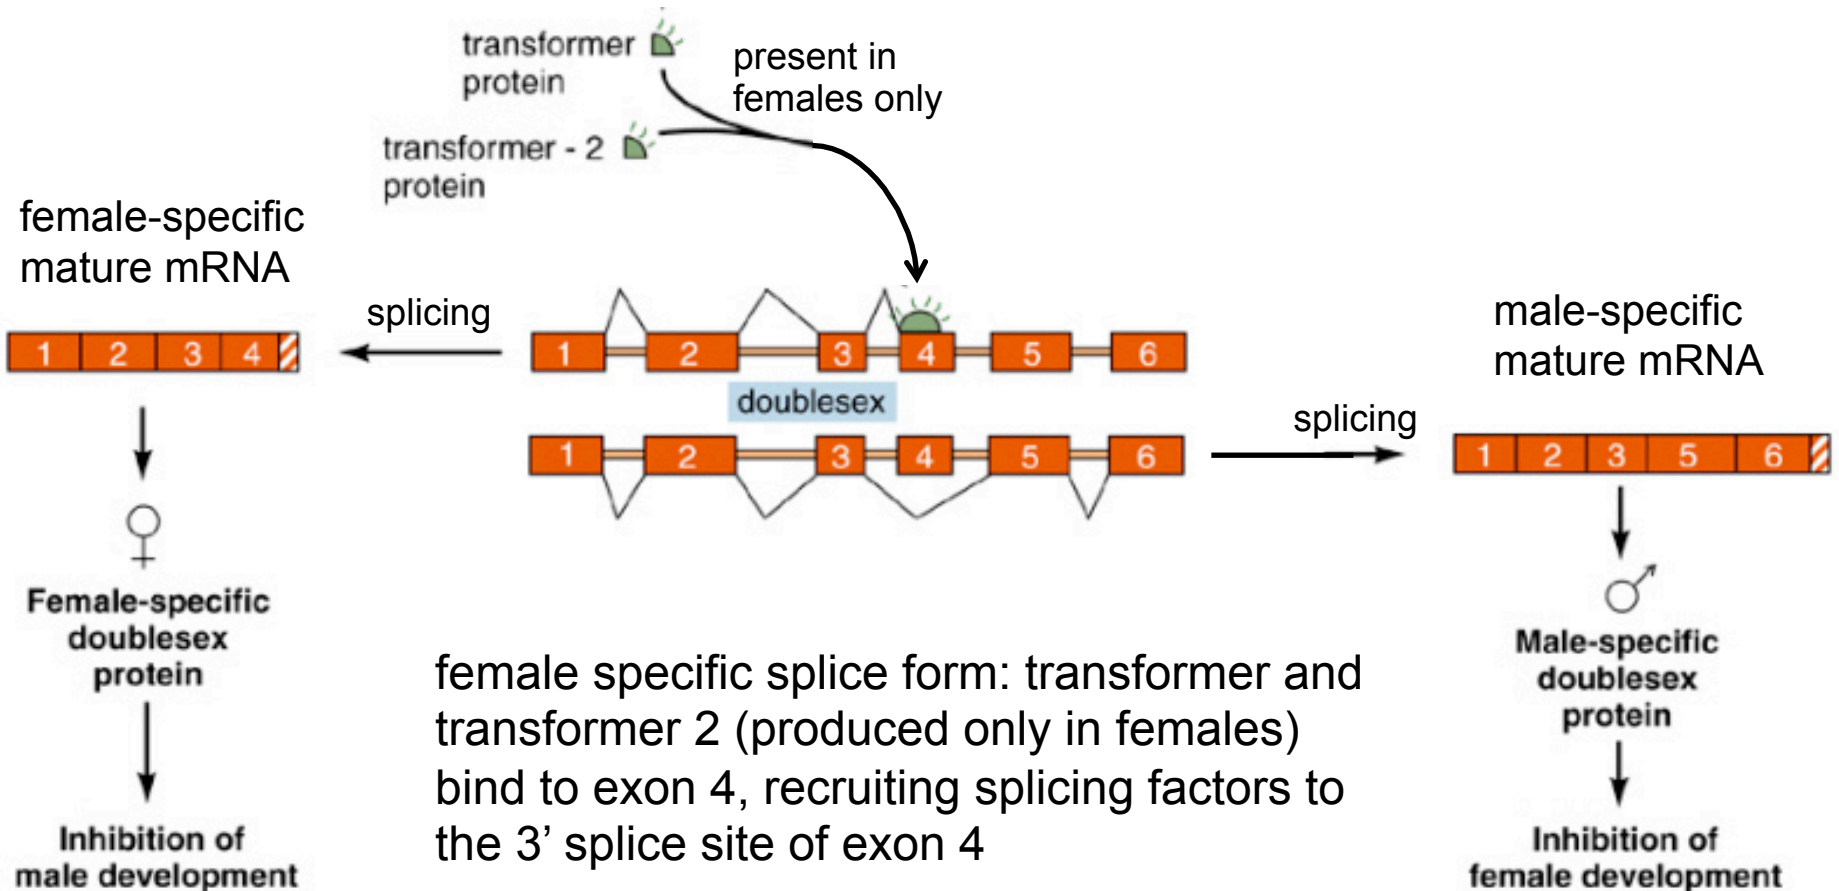 transformer
protein
present in
females only
transformer - 2
protein
female-specific
mature mRNA
splicing
1 2 3 4
1 2 3 4 5 6
doublesex
1 2 3 4 5 6
male-specific
mature mRNA
splicing
1 2 3 5 6
♀
Female-specific
doublesex
protein
Inhibition of
male development
female specific splice form: transformer and
transformer 2 (produced only in females)
bind to exon 4, recruiting splicing factors to
the 3’ splice site of exon 4
♂
Male-specific
doublesex
protein
Inhibition of
female development